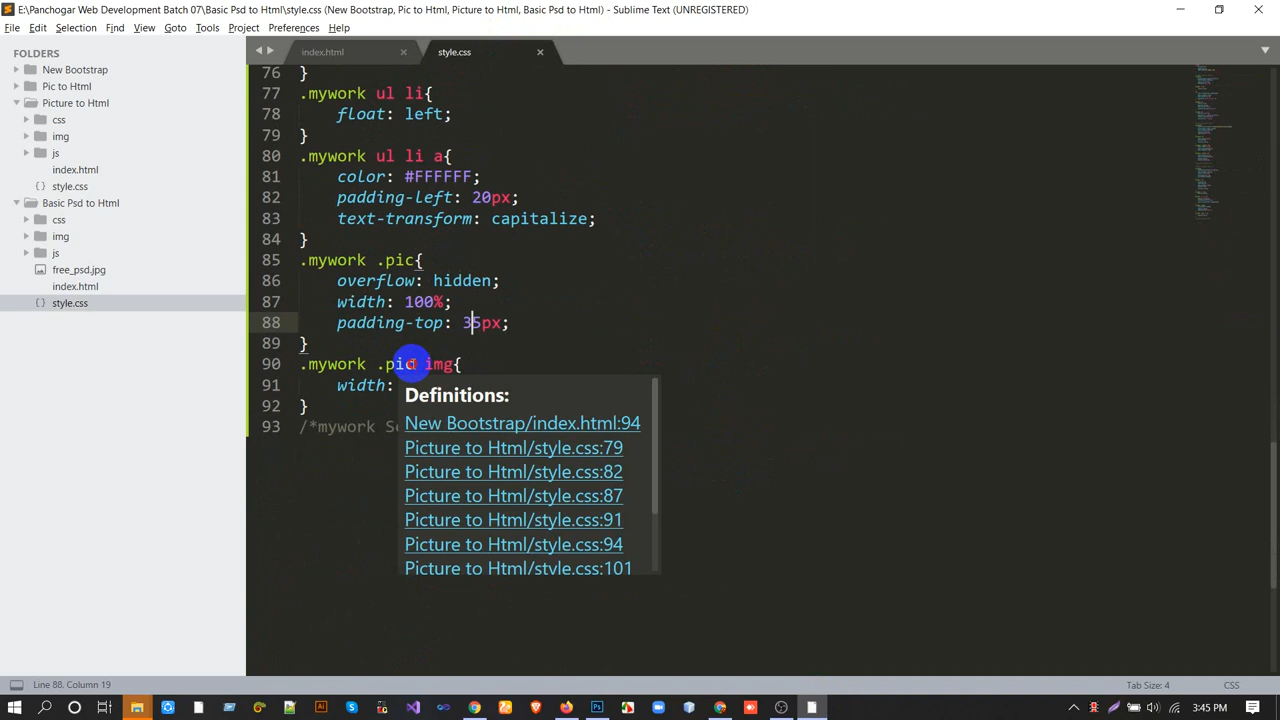 E:\Panchogar Web Development Batch 07\Basic Psd to Html\style.css (New Bootstrap, Pic to Html, Picture to Html, Basic Psd to Html) - Sublime Text (UNREGISTERED)
File Edit Selection Find View Goto Tools Project Preferences Help
FOLDERS
New Bootstrap
Pic to Html
Picture to Html
css
img
js
index.html
style.css
Basic Psd to Html
css
img
js
free_psd.jpg
index.html
style.css
index.html style.css
76 }
77 .mywork ul li{
78 float: left;
79 }
80 .mywork ul li a{
81 color: #FFFFFF;
82 padding-left: 20px;
83 text-transform: capitalize;
84 }
85 .mywork .pic{
86 overflow: hidden;
87 width: 100%;
88 padding-top: 35px;
89 }
90 .mywork .pic img{
91 width:
92 }
93 /*mywork
Definitions:
New Bootstrap/index.html:94
Picture to Html/style.css:79
Picture to Html/style.css:82
Picture to Html/style.css:87
Picture to Html/style.css:91
Picture to Html/style.css:94
Picture to Html/style.css:101
Line 88, Column 19
Tab Size: 4
CSS
3:45 PM